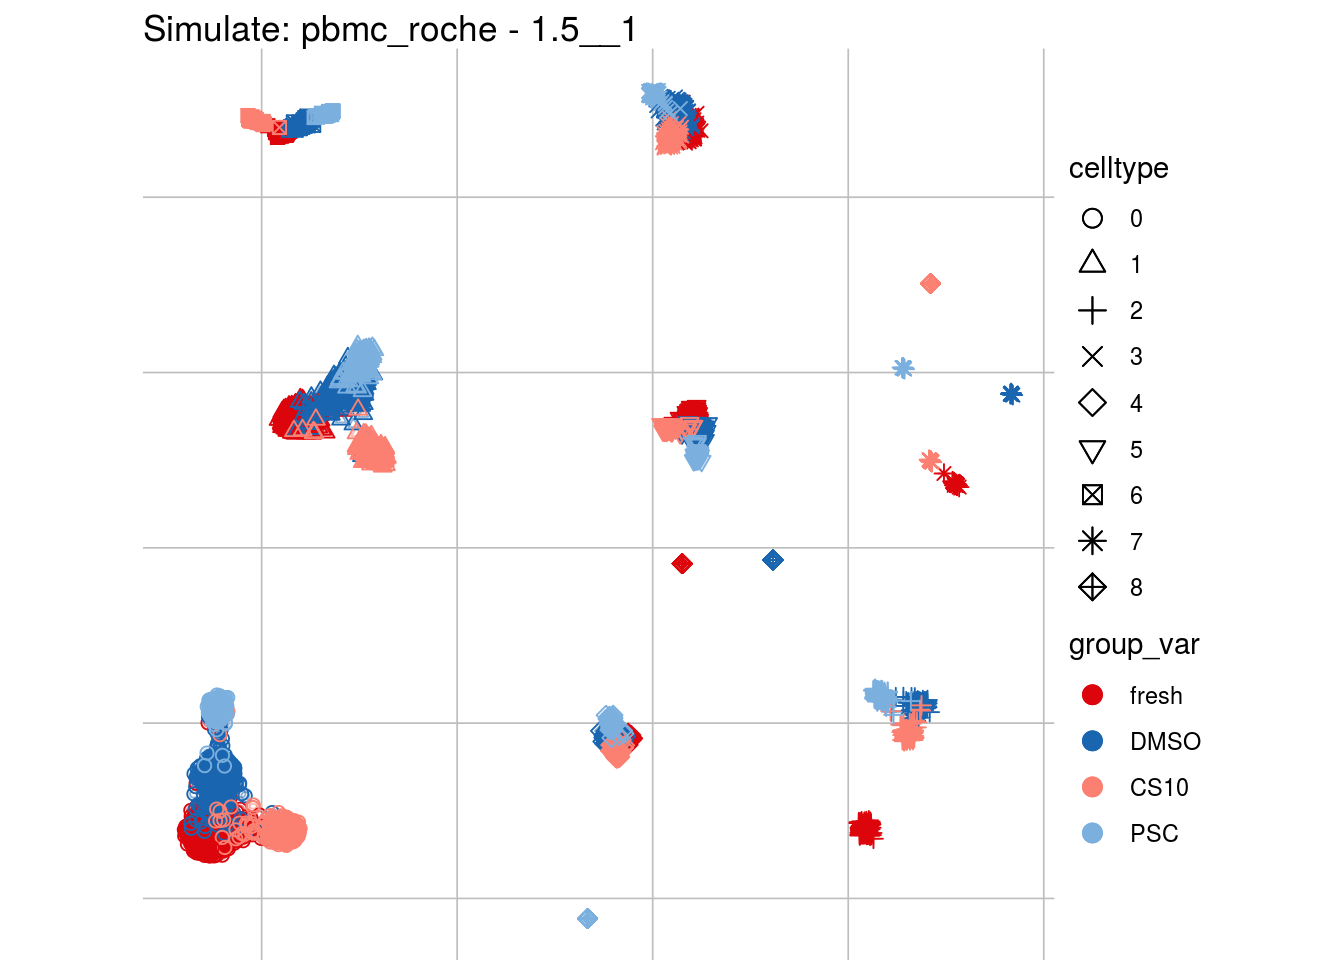 Simulate: pbmc_roche - 1.5__1
celltype
0
1
2
3
4
5
6
7
8
group_var
fresh
DMSO
CS10
PSC